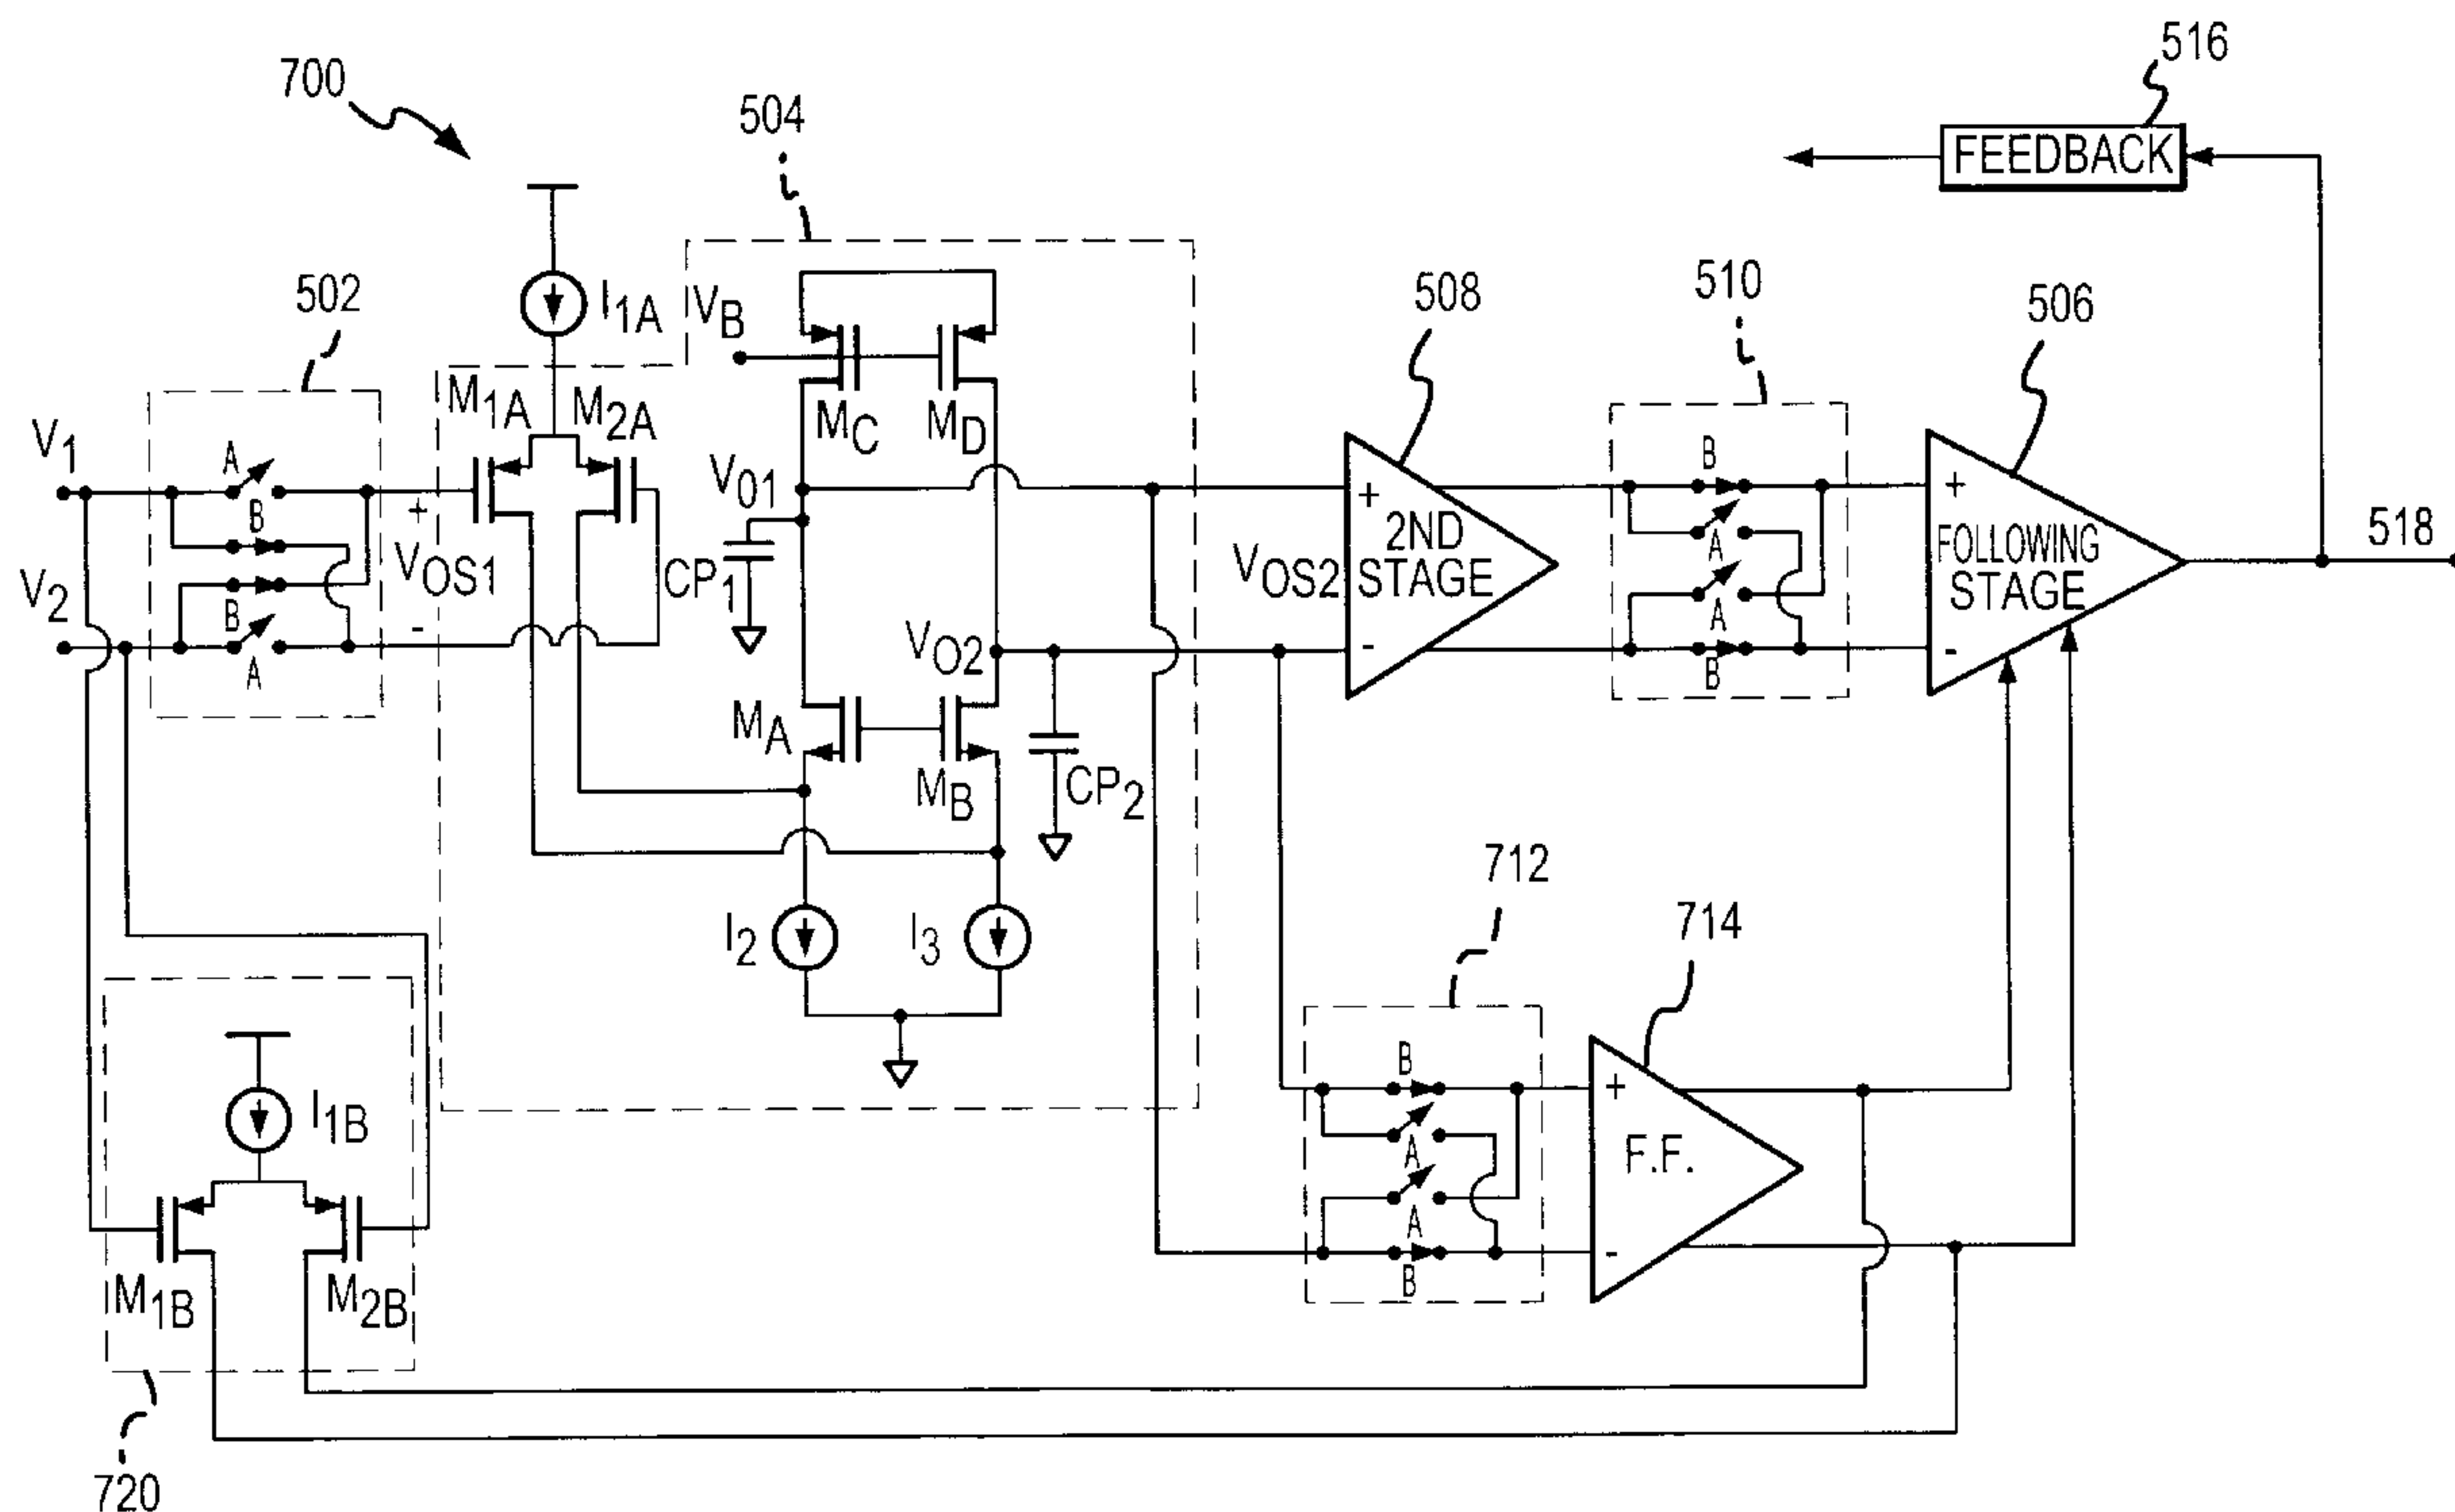 516
700
504
FEEDBACK
502
I1A
VB
508
510
506
M1A
M2A
MC
MD
V1
A
B
VO1
+
B
+
VOS1
CP1
VOS2
2ND
STAGE
A
FOLLOWING
STAGE
518
V2
B
-
A
VO2
-
A
B
-
MA
MB
CP2
712
714
I2
I3
B
+
I1B
A
F.F.
A
-
B
M1B
M2B
720